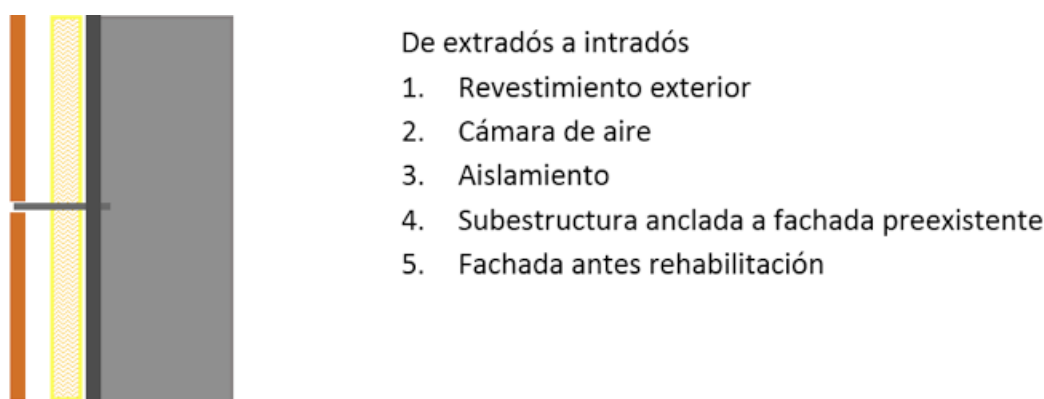 De extradós a intradós
1. Revestimiento exterior
2. Cámara de aire
3. Aislamiento
4. Subestructura anclada a fachada preexistente
5. Fachada antes rehabilitación